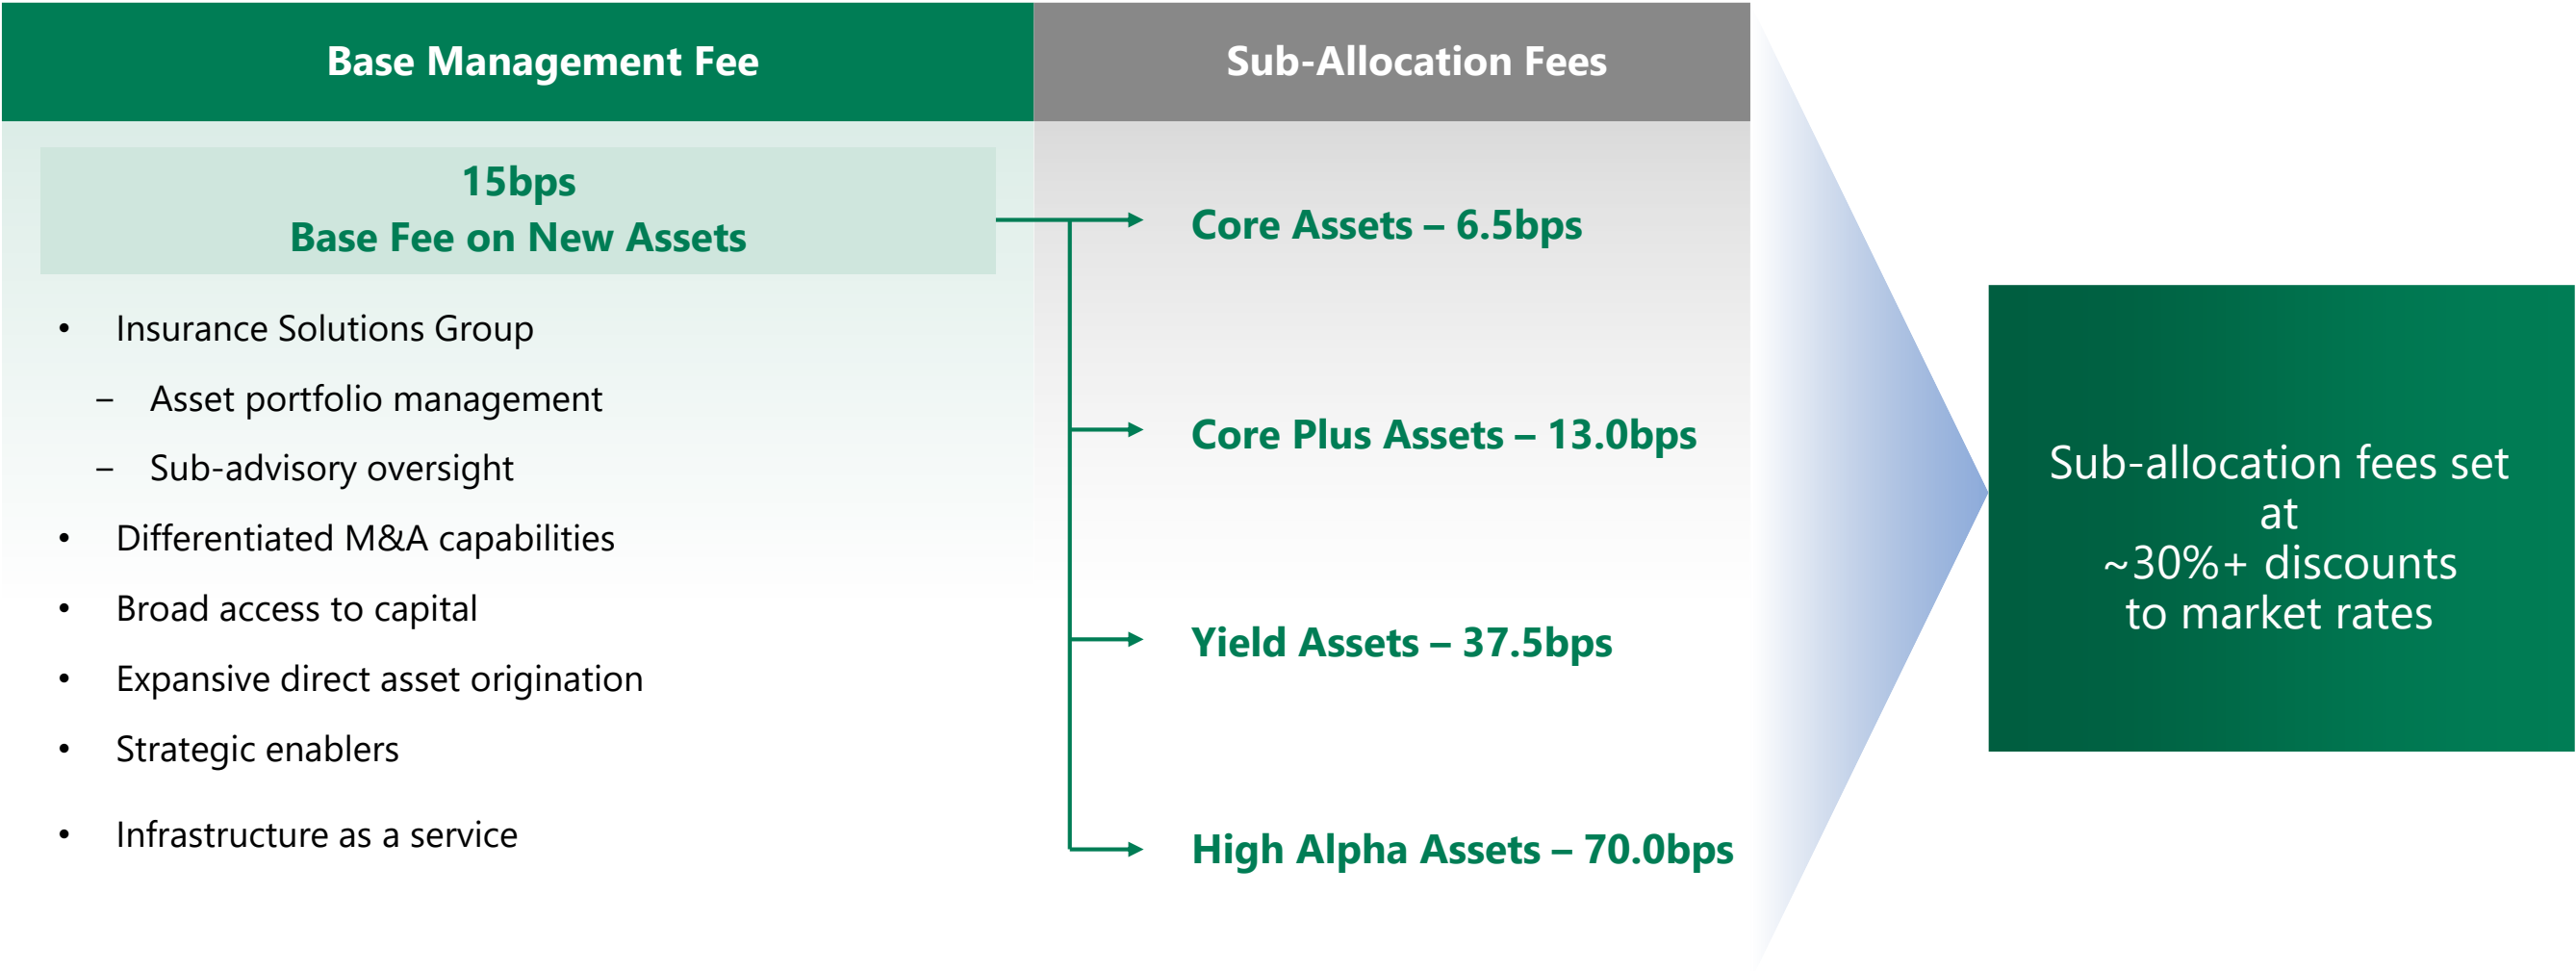 Base Management Fee
Sub-Allocation Fees
15bps
Base Fee on New Assets
• Insurance Solutions Group
– Asset portfolio management
– Sub-advisory oversight
• Differentiated M&A capabilities
• Broad access to capital
• Expansive direct asset origination
• Strategic enablers
• Infrastructure as a service
Core Assets – 6.5bps
Core Plus Assets – 13.0bps
Yield Assets – 37.5bps
High Alpha Assets – 70.0bps
Sub-allocation fees set
at
~30%+ discounts
to market rates